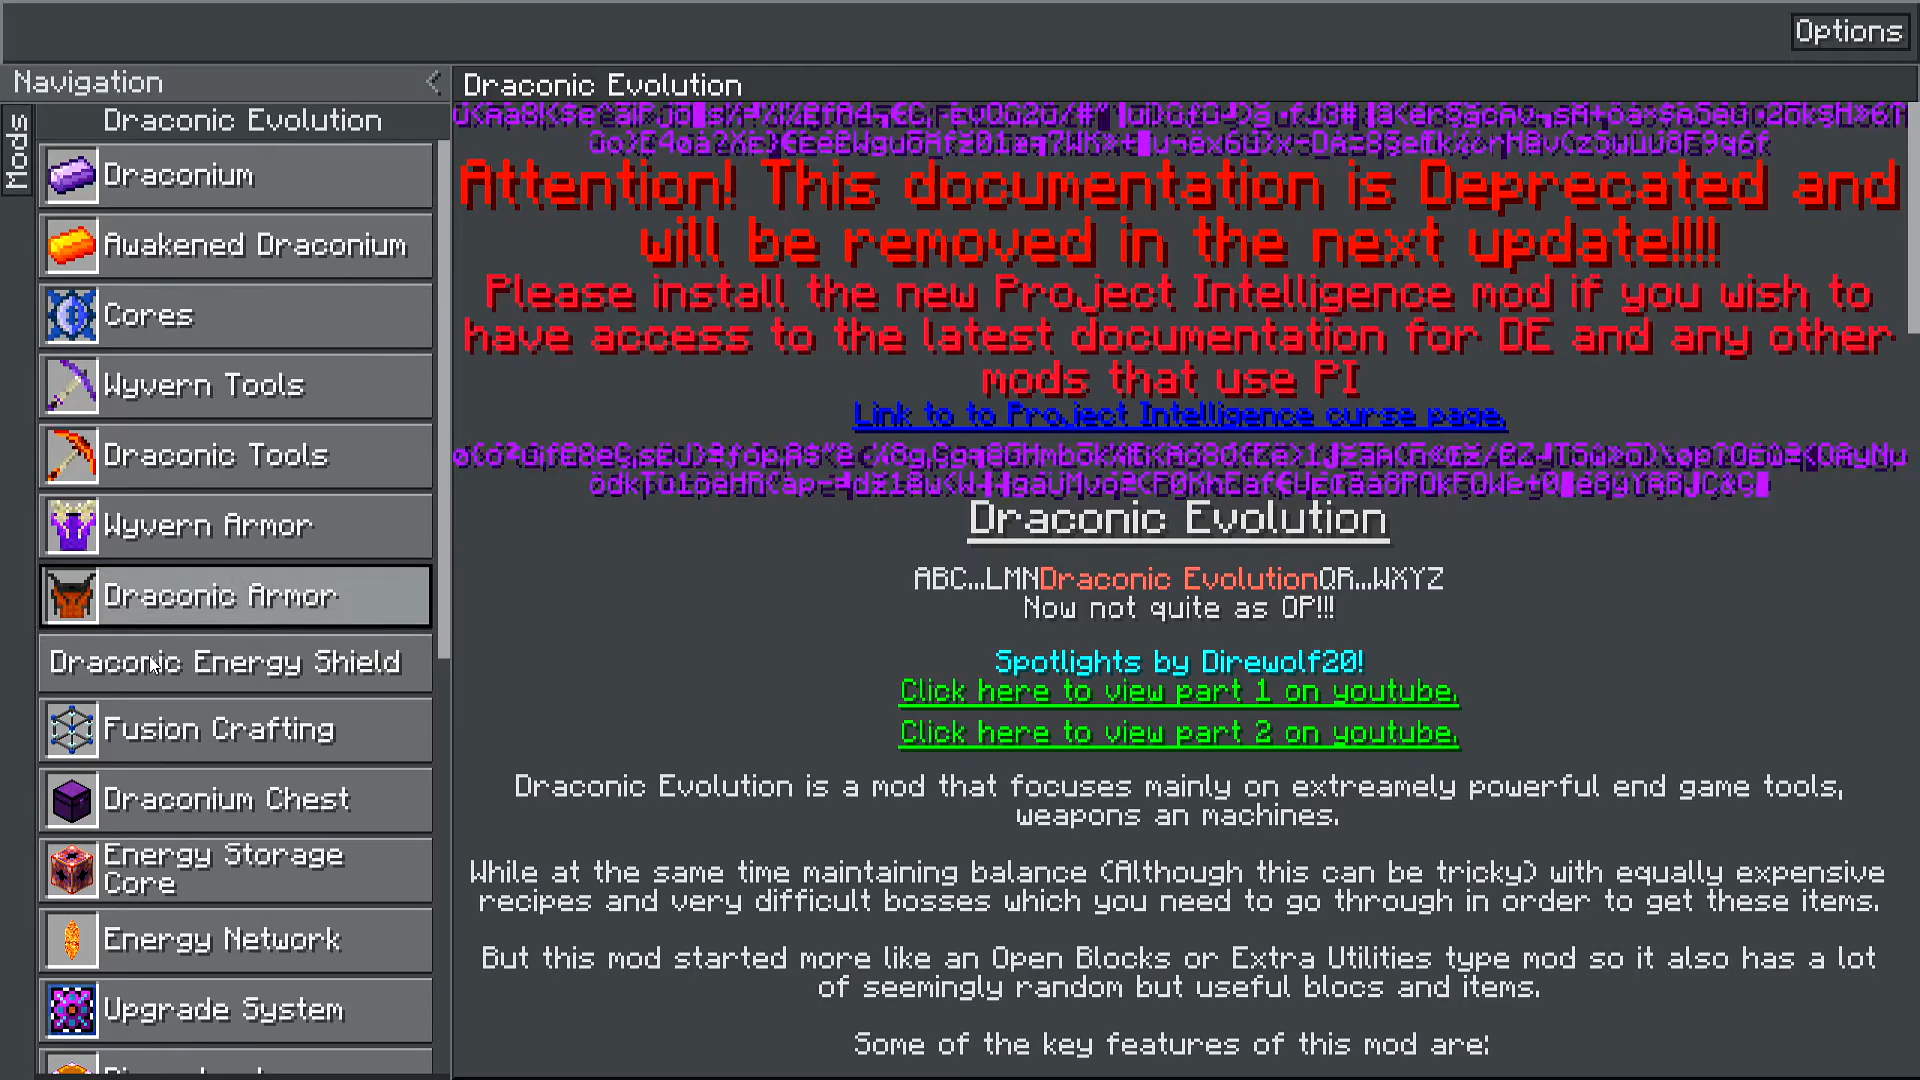 Options
Navigation
Mods
Draconic Evolution
Draconium
Awakened Draconium
Cores
Wyvern Tools
Draconic Tools
Wyvern Armor
Draconic Armor
Draconic Energy Shield
Fusion Crafting
Draconium Chest
Energy Storage
Core
Energy Network
Upgrade System
Draconic Evolution
Attention! This documentation is Deprecated and
will be removed in the next update!!!!
Please install the new Project Intelligence mod if you wish to
have access to the latest documentation for DE and any other
mods that use PI
Link to to Project Intelligence curse page.
Draconic Evolution
ABC...LMNDraconic EvolutionQR...WXYZ
Now not quite as OP!!!
Spotlights by Direwolf20!
Click here to view part 1 on youtube.
Click here to view part 2 on youtube.
Draconic Evolution is a mod that focuses mainly on extreamely powerful end game tools,
weapons an machines.
While at the same time maintaining balance (Although this can be tricky) with equally expensive
recipes and very difficult bosses which you need to go through in order to get these items.
But this mod started more like an Open Blocks or Extra Utilities type mod so it also has a lot
of seemingly random but useful blocs and items.
Some of the key features of this mod are: